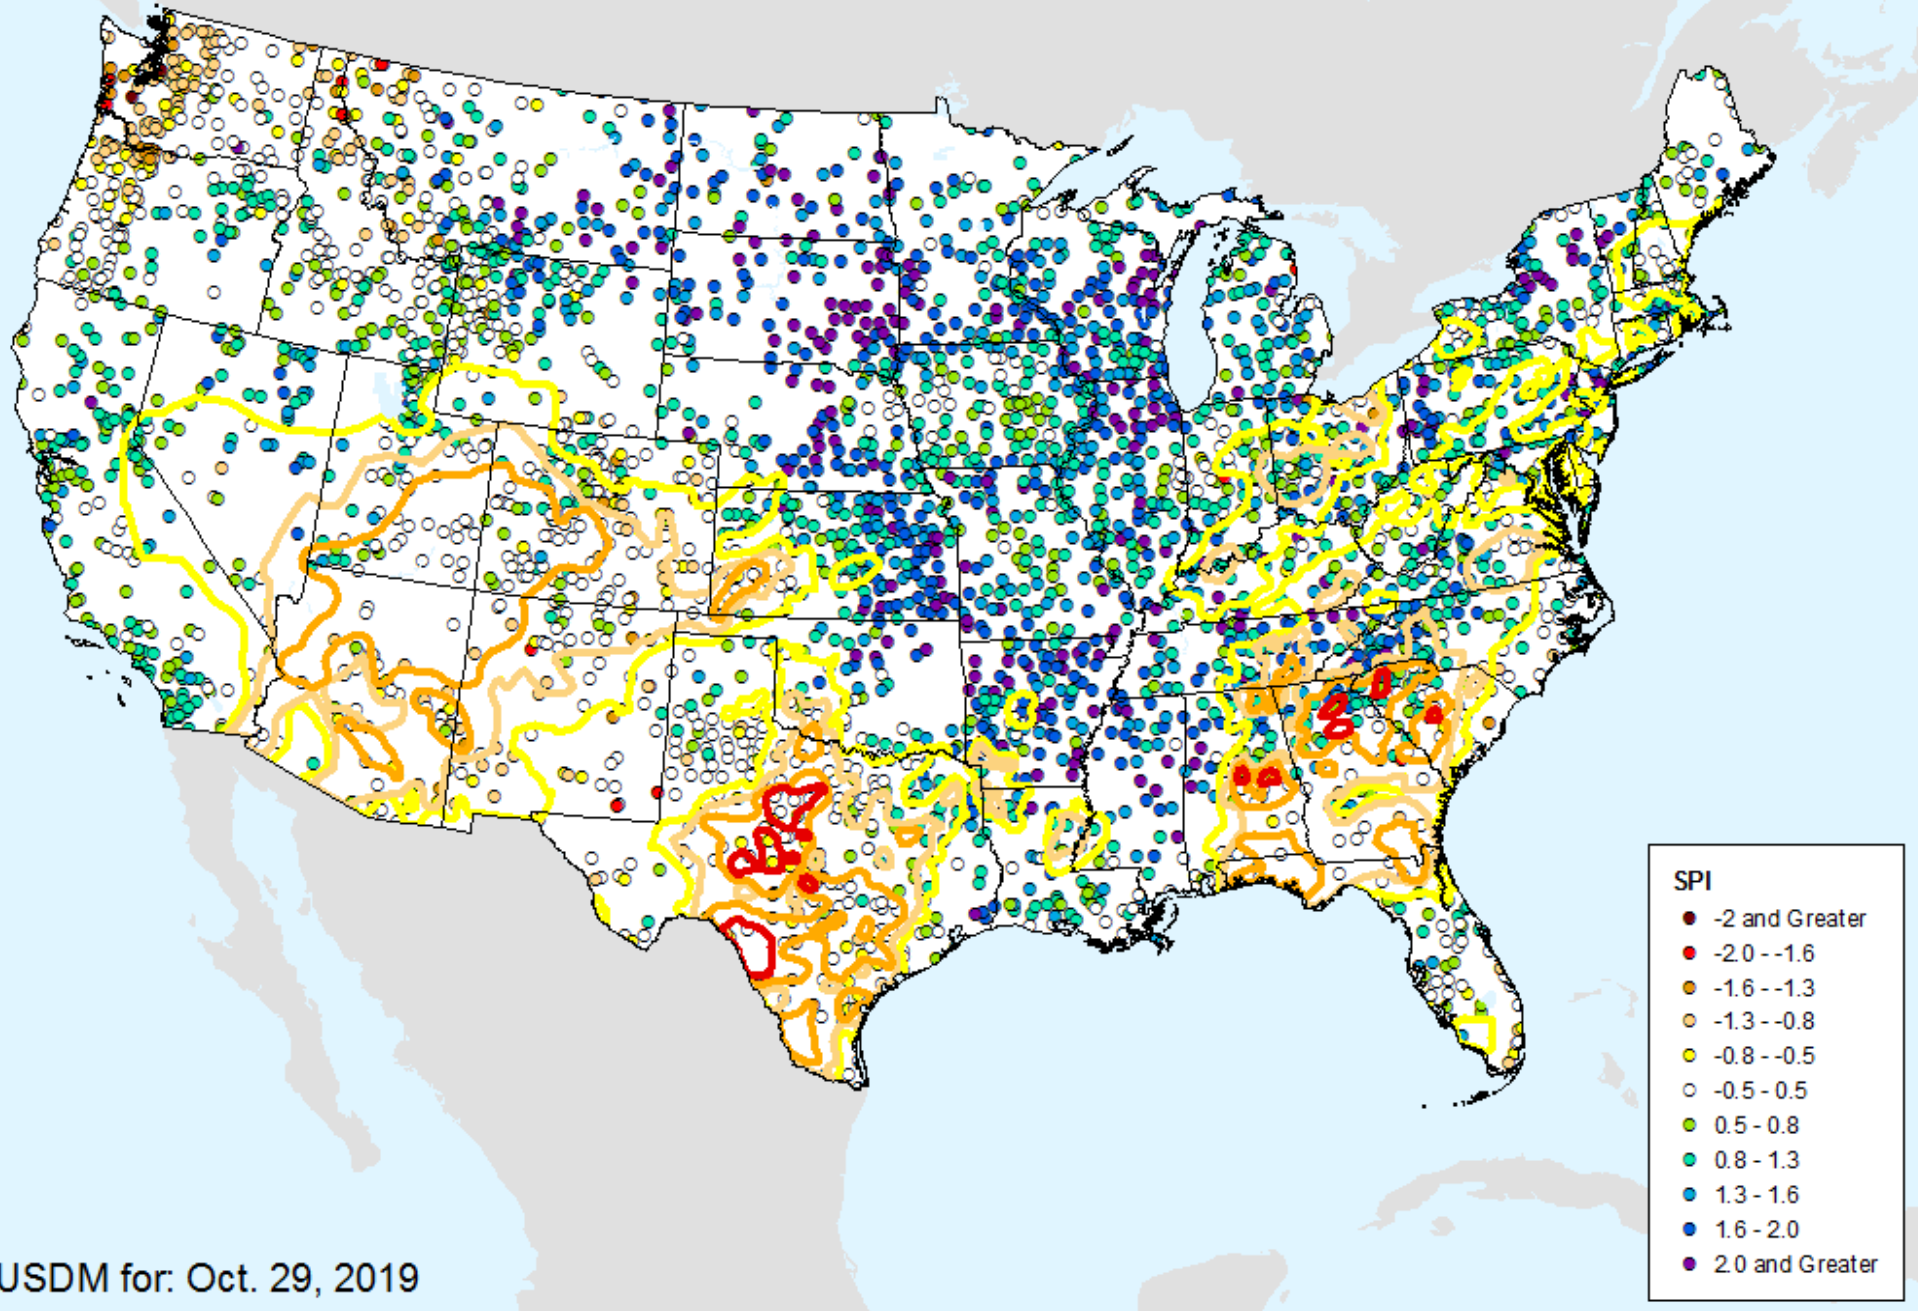 SPI
-2 and Greater
-2.0 - -1.6
-1.6 - -1.3
-1.3 - -0.8
-0.8 - -0.5
-0.5 - 0.5
0.5 - 0.8
0.8 - 1.3
1.3 - 1.6
1.6 - 2.0
2.0 and Greater
USDM for: Oct. 29, 2019